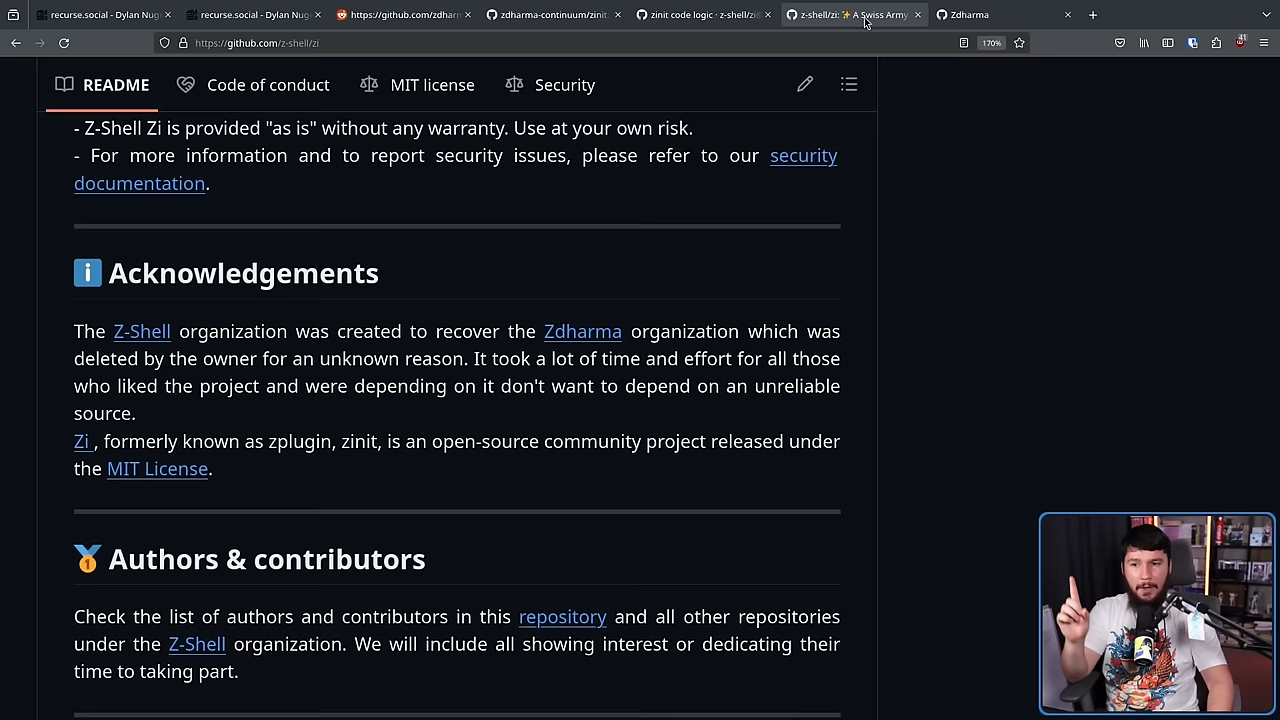 recurse.social - Dylan Nug
recurse.social - Dylan Nug
https://github.com/zdharm
zdharma-continuum/zinit
zinit code logic · z-shell/zi
z-shell/zi: ✨ A Swiss Army
Zdharma
https://github.com/z-shell/zi
170%
41
README
Code of conduct
MIT license
Security
- Z-Shell Zi is provided "as is" without any warranty. Use at your own risk.
- For more information and to report security issues, please refer to our security
documentation.
Acknowledgements
The Z-Shell organization was created to recover the Zdharma organization which was
deleted by the owner for an unknown reason. It took a lot of time and effort for all those
who liked the project and were depending on it don't want to depend on an unreliable
source.
Zi , formerly known as zplugin, zinit, is an open-source community project released under
the MIT License.
Authors & contributors
Check the list of authors and contributors in this repository and all other repositories
under the Z-Shell organization. We will include all showing interest or dedicating their
time to taking part.